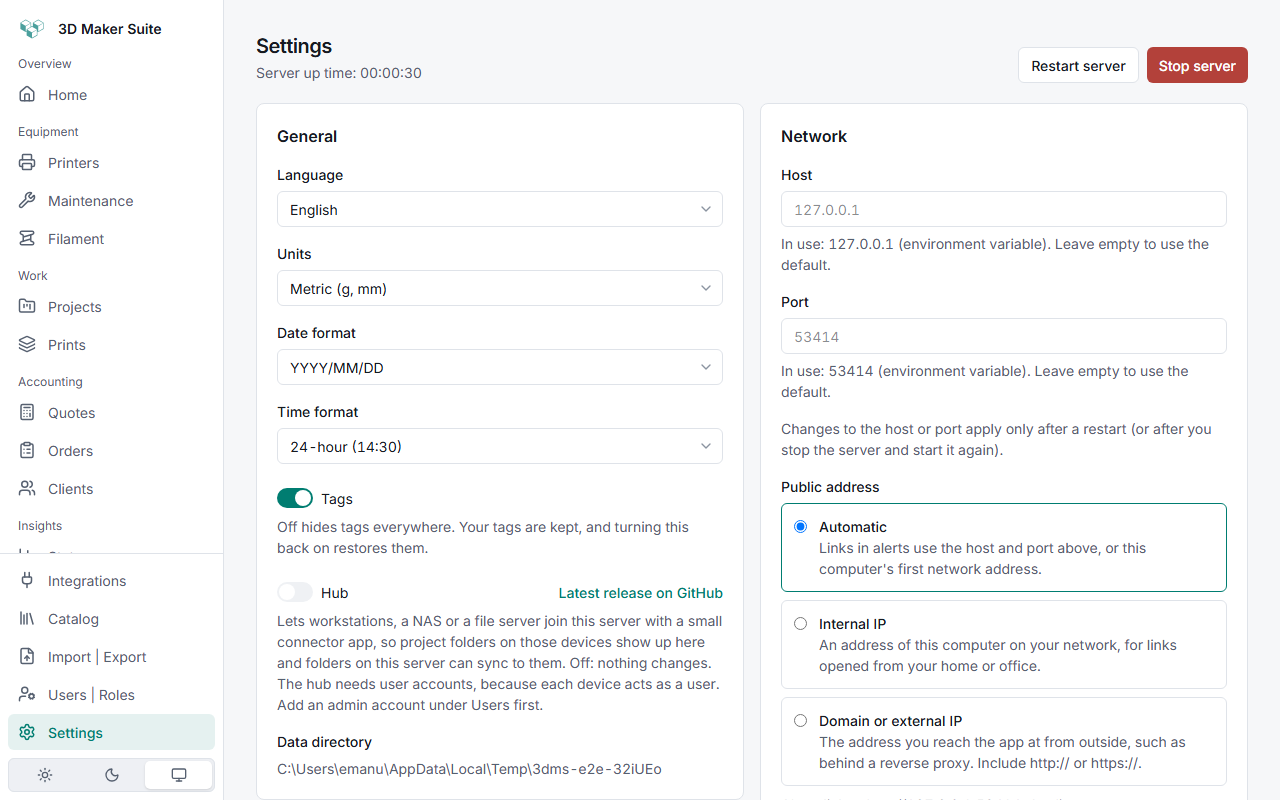 3D Maker Suite
Overview
Home
Equipment
Printers
Maintenance
Filament
Work
Projects
Prints
Accounting
Quotes
Orders
Clients
Insights
Integrations
Catalog
Import | Export
Users | Roles
Settings
Settings
Server up time: 00:00:30
Restart server
Stop server
General
Language
English
Units
Metric (g, mm)
Date format
YYYY/MM/DD
Time format
24-hour (14:30)
Tags
Off hides tags everywhere. Your tags are kept, and turning this
back on restores them.
Hub
Latest release on GitHub
Lets workstations, a NAS or a file server join this server with a small
connector app, so project folders on those devices show up here
and folders on this server can sync to them. Off: nothing changes.
The hub needs user accounts, because each device acts as a user.
Add an admin account under Users first.
Data directory
C:\Users\emanu\AppData\Local\Temp\3dms-e2e-32iUEo
Network
Host
127.0.0.1
In use: 127.0.0.1 (environment variable). Leave empty to use the
default.
Port
53414
In use: 53414 (environment variable). Leave empty to use the
default.
Changes to the host or port apply only after a restart (or after you
stop the server and start it again).
Public address
Automatic
Links in alerts use the host and port above, or this
computer's first network address.
Internal IP
An address of this computer on your network, for links
opened from your home or office.
Domain or external IP
The address you reach the app at from outside, such as
behind a reverse proxy. Include http:// or https://.